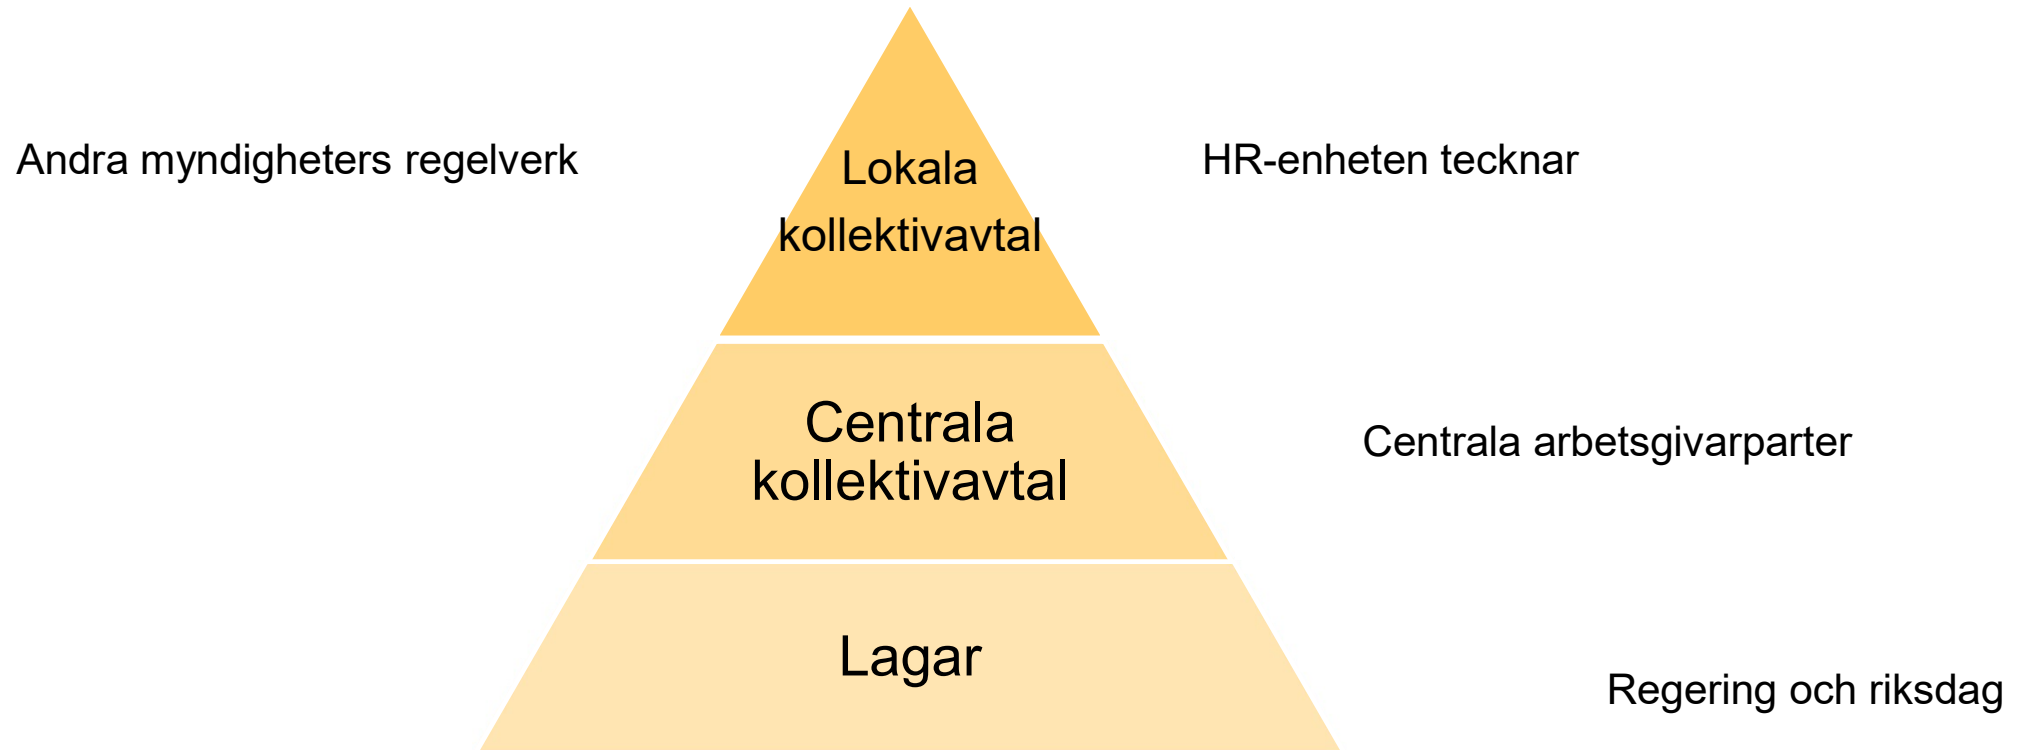 Andra myndigheters regelverk
Lokala
kollektivavtal
HR-enheten tecknar
Centrala
kollektivavtal
Centrala arbetsgivarparter
Lagar
Regering och riksdag